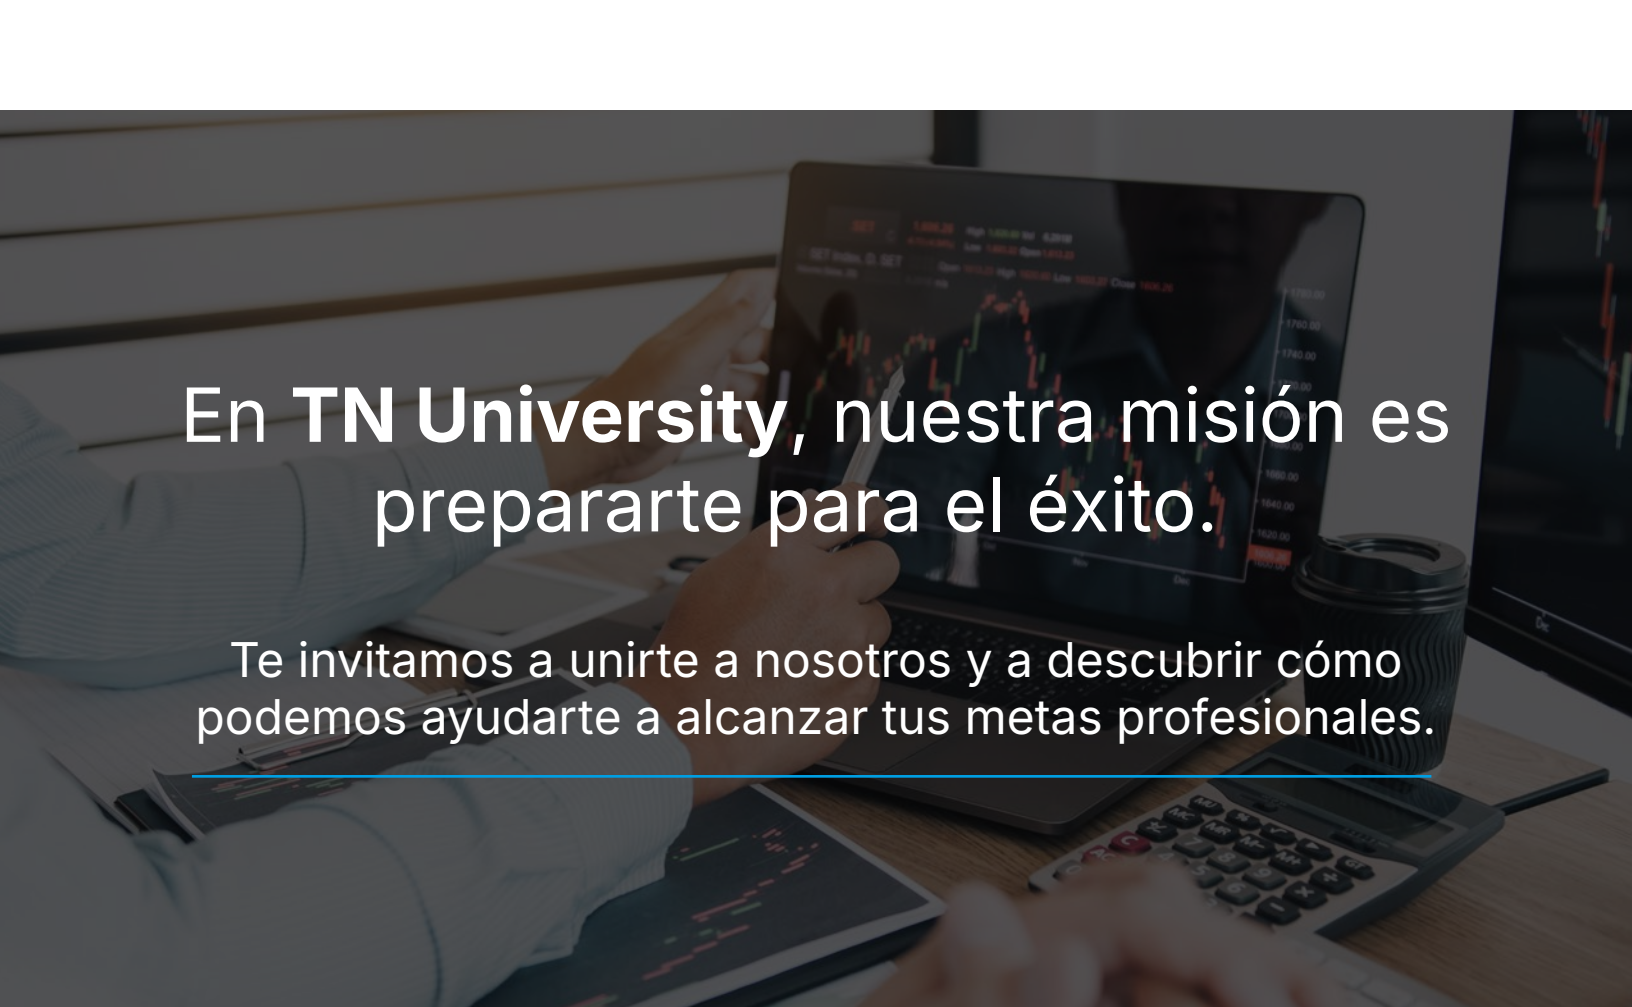 En TN University, nuestra misión es
prepararte para el éxito.
Te invitamos a unirte a nosotros y a descubrir cómo
podemos ayudarte a alcanzar tus metas profesionales.